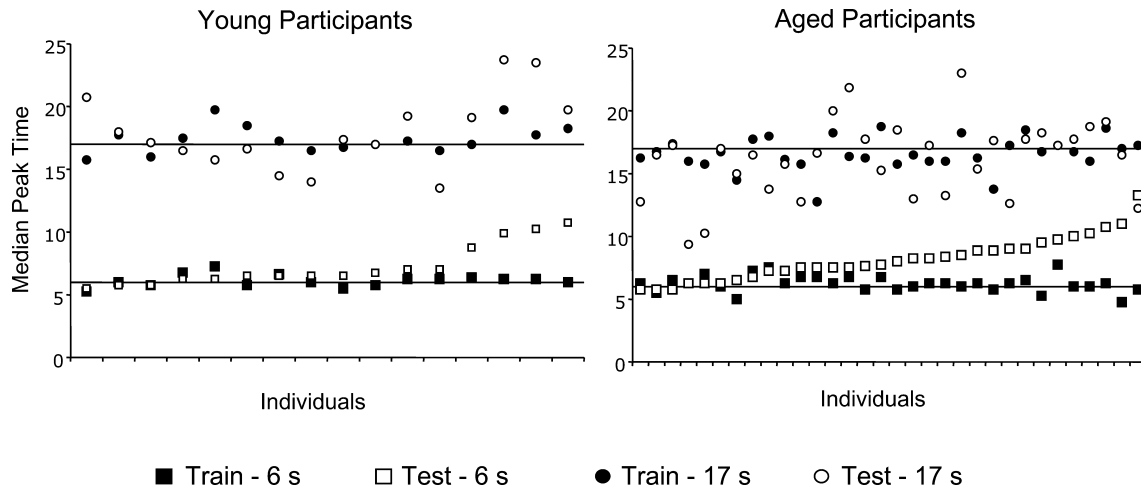 Young Participants
Aged Participants
Median Peak Time
25
20
15
10
5
0
25
20
15
10
5
0
Individuals
Individuals
Train - 6 s
Test - 6 s
Train - 17 s
Test - 17 s